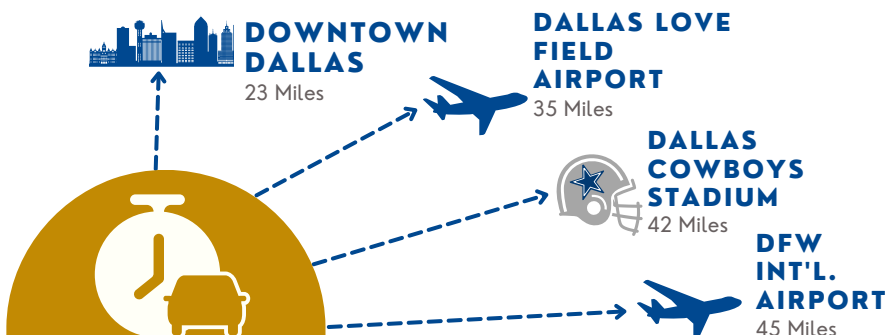 DOWNTOWN
DALLAS
23 Miles
DALLAS LOVE
FIELD
AIRPORT
35 Miles
DALLAS
COWBOYS
STADIUM
42 Miles
DFW
INT'L.
AIRPORT
45 Miles